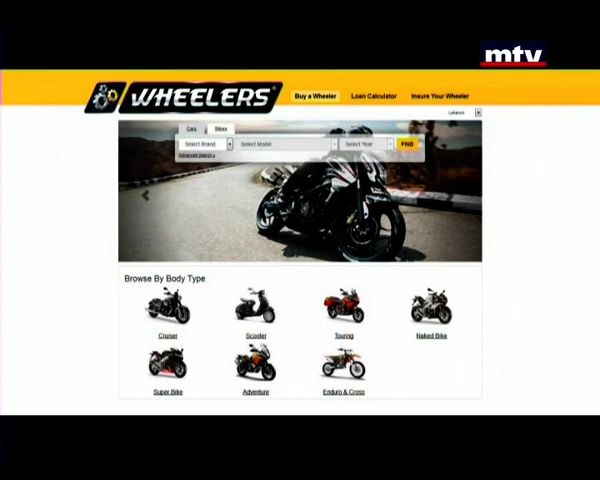 mtv
WHEELERS
Buy a Wheeler Loan Calculator Insure Your Wheeler
Lebanon
Cars Bikes
Select Brand Select Model Select Year FIND
Advanced Search
Browse By Body Type
Cruiser Scooter Touring Naked Bike
Super Bike Adventure Enduro & Cross